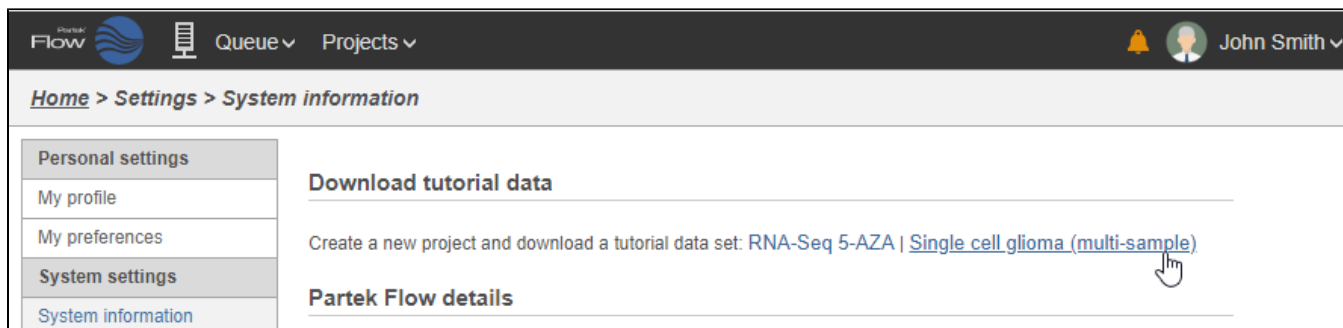 Partek
Flow
Queue Projects
John Smith
Home > Settings > System information
Personal settings
My profile
My preferences
System settings
System information
Download tutorial data
Create a new project and download a tutorial data set: RNA-Seq 5-AZA | Single cell glioma (multi-sample)
Partek Flow details